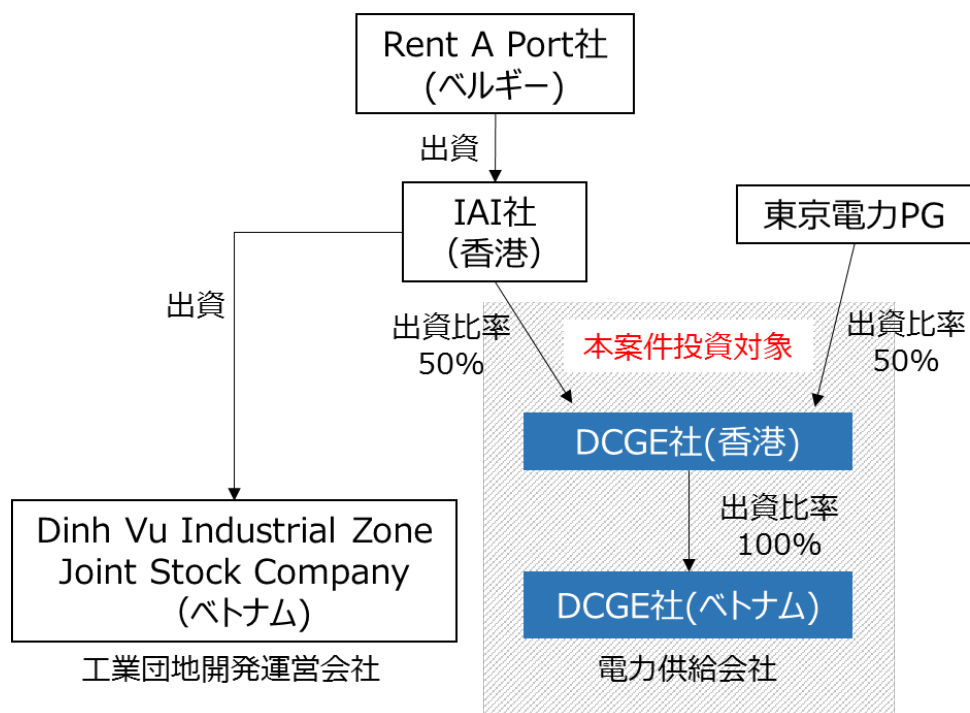 Rent A Port社
(ベルギー)
出資
IAI社
(香港)
東京電力PG
出資
出資比率
50%
本案件投資対象
出資比率
50%
DCGE社(香港)
出資比率
100%
Dinh Vu Industrial Zone
Joint Stock Company
(ベトナム)
DCGE社(ベトナム)
工業団地開発運営会社
電力供給会社